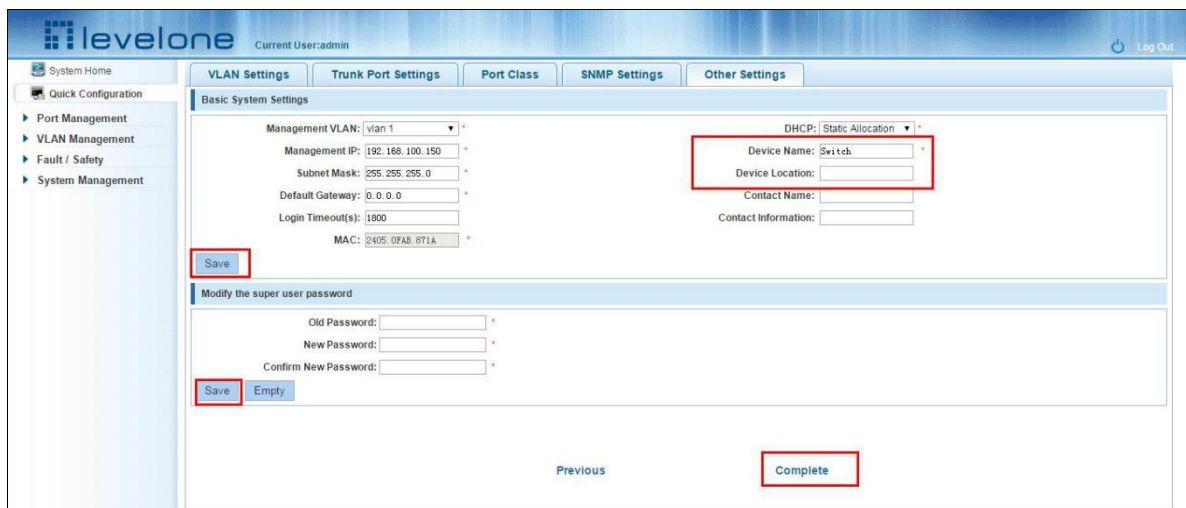 levelone Current User:admin Log Out
System Home
Quick Configuration
Port Management
VLAN Management
Fault / Safety
System Management
VLAN Settings Trunk Port Settings Port Class SNMP Settings Other Settings
Basic System Settings
Management VLAN: vlan 1 * DHCP: Static Allocation *
Management IP: 192.168.100.150 * Device Name: Switch *
Subnet Mask: 255.255.255.0 * Device Location:
Default Gateway: 0.0.0.0 * Contact Name:
Login Timeout(s): 1800 Contact Information:
MAC: 2405.0FAB.871A *
Save
Modify the super user password
Old Password: *
New Password: *
Confirm New Password: *
Save Empty
Previous Complete